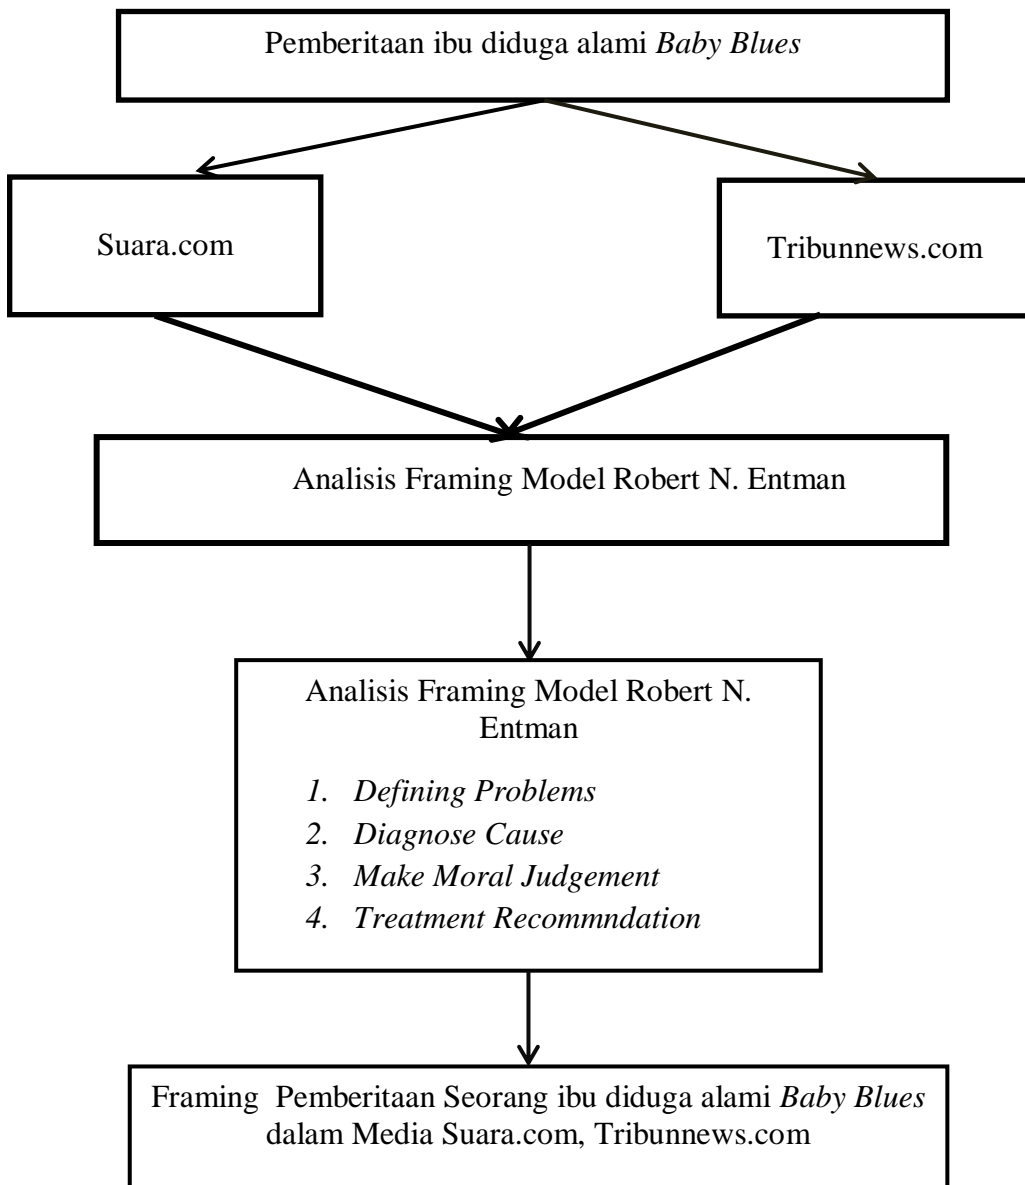 Pemberitaan ibu diduga alami Baby Blues
Suara.com
Tribunnews.com
Analisis Framing Model Robert N. Entman
Analisis Framing Model Robert N.
Entman
1. Defining Problems
2. Diagnose Cause
3. Make Moral Judgement
4. Treatment Recommndation
Framing Pemberitaan Seorang ibu diduga alami Baby Blues
dalam Media Suara.com, Tribunnews.com